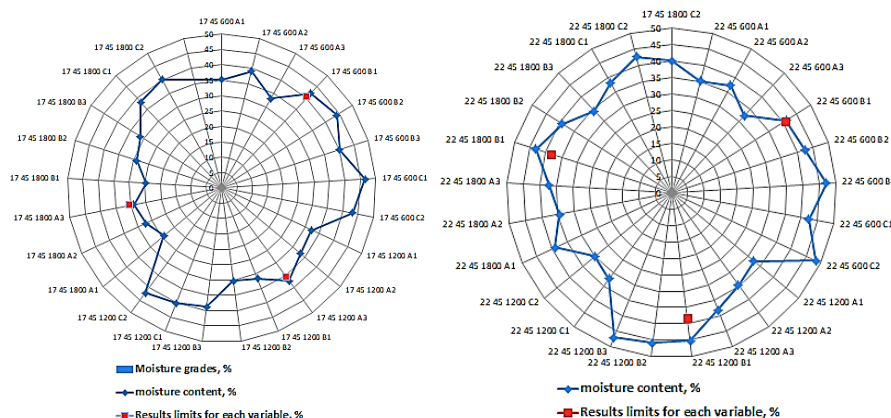 17 45 600 A1
17 45 600 A2
17 45 600 A3
17 45 600 B1
17 45 600 B2
17 45 600 B3
17 45 600 C1
17 45 600 C2
17 45 1200 A1
17 45 1200 A2
17 45 1200 A3
17 45 1200 B1
17 45 1200 B2
17 45 1200 B3
17 45 1200 C1
17 45 1200 C2
17 45 1800 A1
17 45 1800 A2
17 45 1800 A3
17 45 1800 B1
17 45 1800 B2
17 45 1800 B3
17 45 1800 C1
17 45 1800 C2
50
45
40
35
30
25
20
15
10
5
0
Moisture grades, %
moisture content, %
Results limits for each variable, %
17 45 1800 C2
22 45 600 A1
22 45 600 A2
22 45 600 A3
22 45 600 B1
22 45 600 B2
22 45 600 B3
22 45 600 C1
22 45 600 C2
22 45 1200 A1
22 45 1200 A2
22 45 1200 A3
22 45 1200 B1
22 45 1200 B2
22 45 1200 B3
22 45 1200 C1
22 45 1200 C2
22 45 1800 A1
22 45 1800 A2
22 45 1800 A3
22 45 1800 B1
22 45 1800 B2
22 45 1800 B3
22 45 1800 C1
22 45 1800 C2
50
45
40
35
30
25
20
15
10
5
0
moisture content, %
Results limits for each variable, %